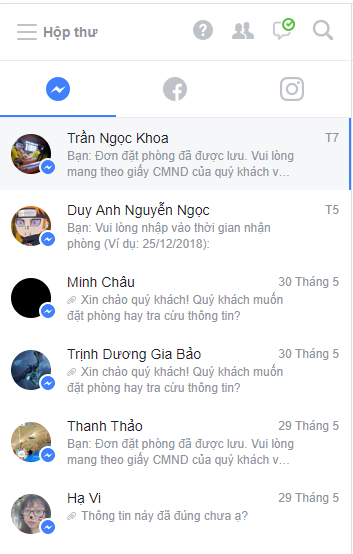 Hộp thư
Trần Ngọc Khoa T7
Bạn: Đơn đặt phòng đã được lưu. Vui lòng
mang theo giấy CMND của quý khách v…
Duy Anh Nguyễn Ngọc T5
Bạn: Vui lòng nhập vào thời gian nhận
phòng (Ví dụ: 25/12/2018):
Minh Châu 30 Tháng 5
Xin chào quý khách! Quý khách muốn
đặt phòng hay tra cứu thông tin?
Trịnh Dương Gia Bảo 30 Tháng 5
Xin chào quý khách! Quý khách muốn
đặt phòng hay tra cứu thông tin?
Thanh Thảo 29 Tháng 5
Bạn: Đơn đặt phòng đã được lưu. Vui lòng
mang theo giấy CMND của quý khách v…
Hạ Vi 29 Tháng 5
Thông tin này đã đúng chưa ạ?